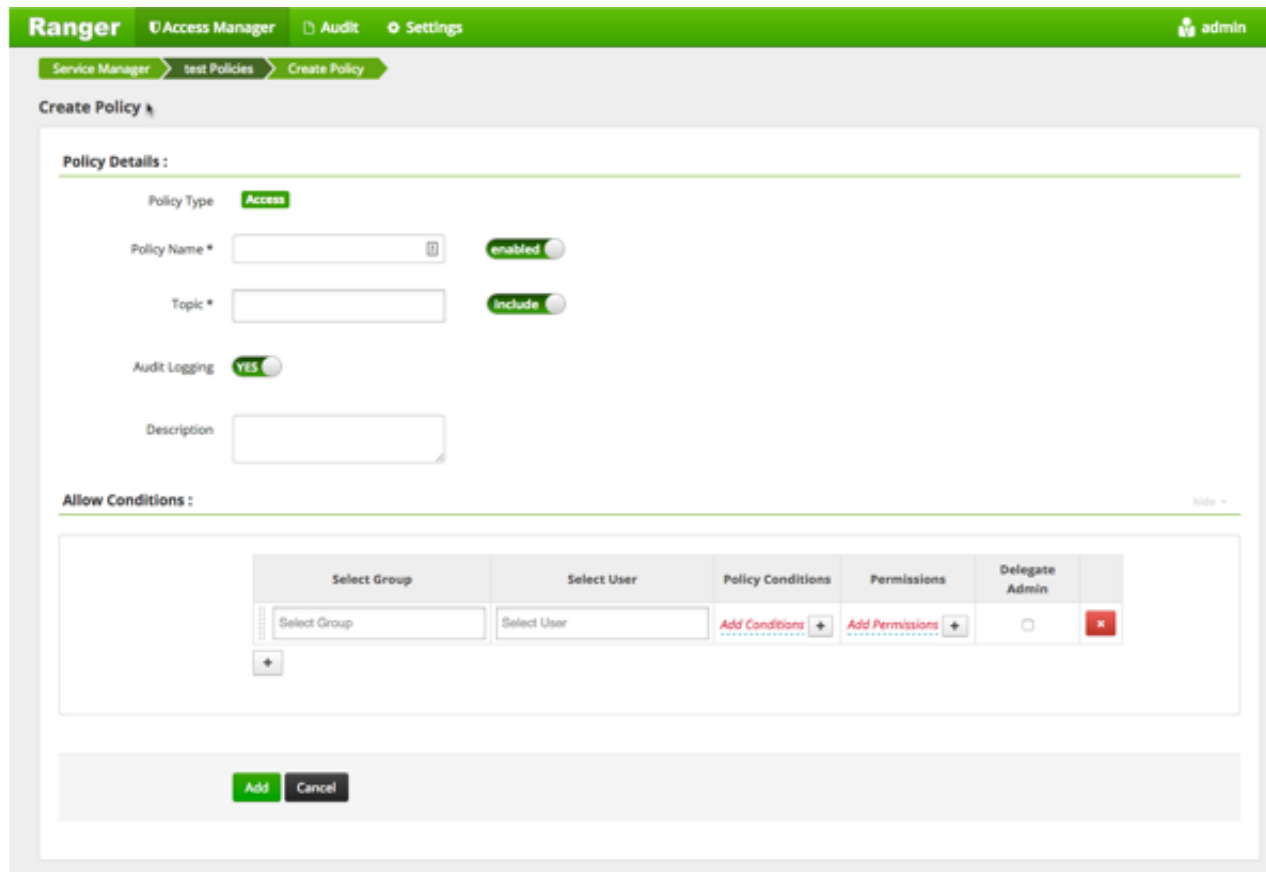 Ranger Access Manager Audit Settings admin
Service Manager test Policies Create Policy
Create Policy
Policy Details :
Policy Type Access
Policy Name * enabled
Topic * Include
Audit Logging YES
Description
Allow Conditions :
hide
Select Group Select User Policy Conditions Permissions Delegate
Admin
Select Group Select User Add Conditions + Add Permissions +
+
Add Cancel